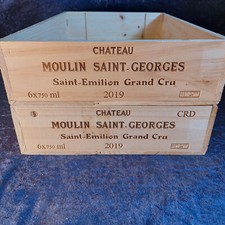 CHATEAU
MOULIN SAINT-GEORGES
Saint-Emilion Grand Cru
6x750 ml 2019
CHATEAU CRD
MOULIN SAINT-GEORGES
Saint-Emilion Grand Cru
6x750 ml 2019